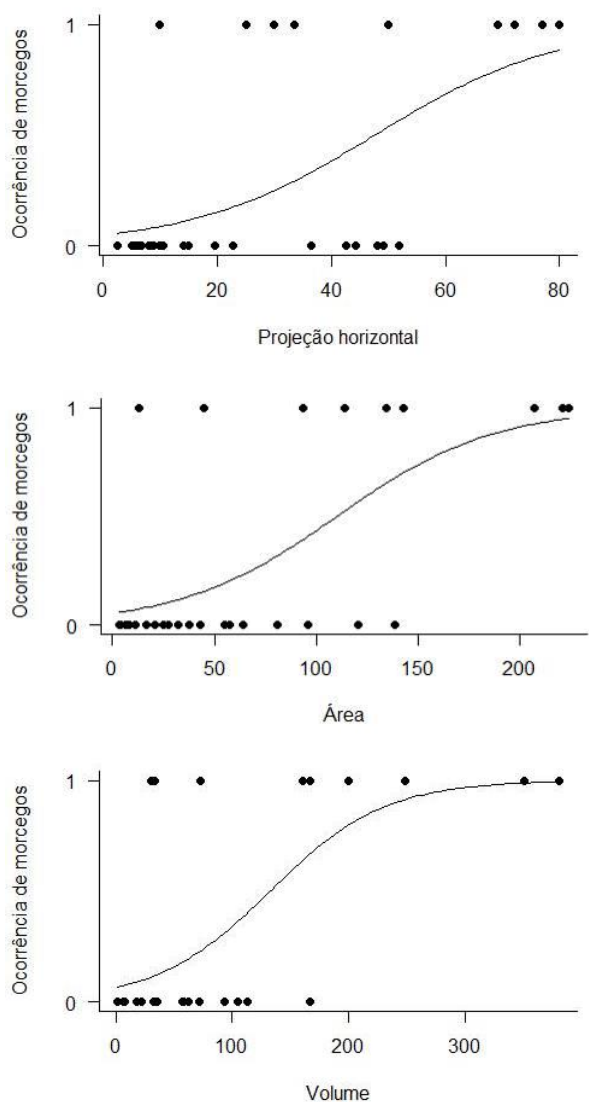 Ocorrência de morcegos
1
0
0 20 40 60 80
Projeção horizontal
Ocorrência de morcegos
1
0
0 50 100 150 200
Área
Ocorrência de morcegos
1
0
0 100 200 300
Volume